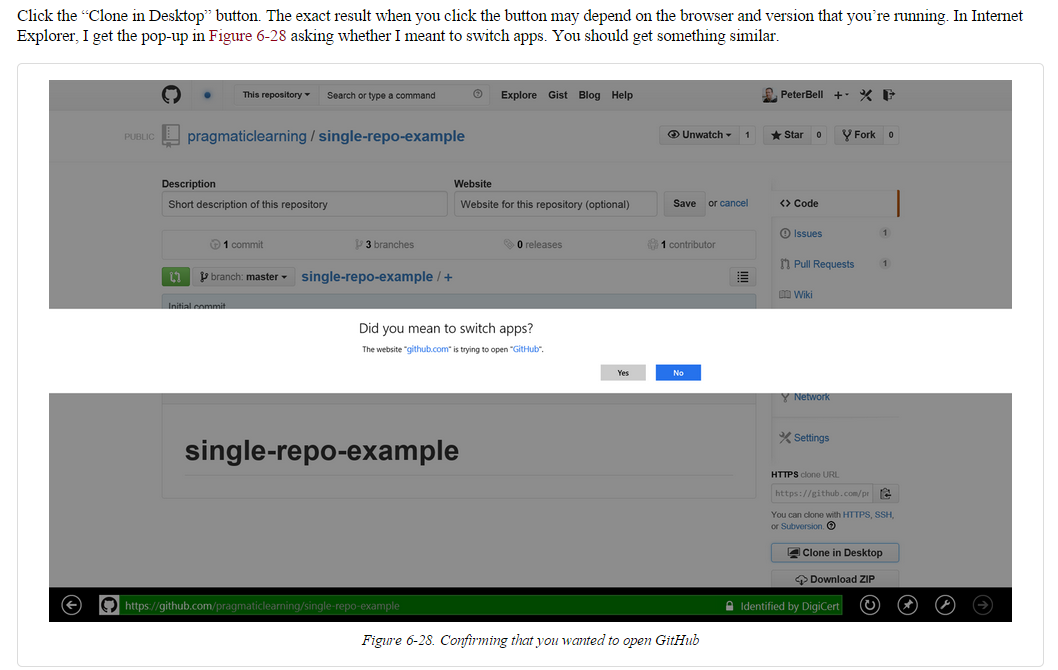 Click the “Clone in Desktop” button. The exact result when you click the button may depend on the browser and version that you’re running. In Internet
Explorer, I get the pop-up in Figure 6-28 asking whether I meant to switch apps. You should get something similar.
This repository Search or type a command Explore Gist Blog Help PeterBell
PUBLIC pragmaticlearning / single-repo-example Unwatch 1 Star 0 Fork 0
Description Website
Short description of this repository Website for this repository (optional) Save or cancel
<> Code
Issues 1
1 commit 3 branches 0 releases 1 contributor
Pull Requests 1
branch: master single-repo-example / +
Wiki
Initial commit
Did you mean to switch apps?
The website "github.com" is trying to open "GitHub".
Yes No
Network
Settings
single-repo-example
HTTPS clone URL
https://github.com/pr
You can clone with HTTPS, SSH,
or Subversion.
Clone in Desktop
Download ZIP
https://github.com/pragmaticlearning/single-repo-example Identified by DigiCert
Figure 6-28. Confirming that you wanted to open GitHub